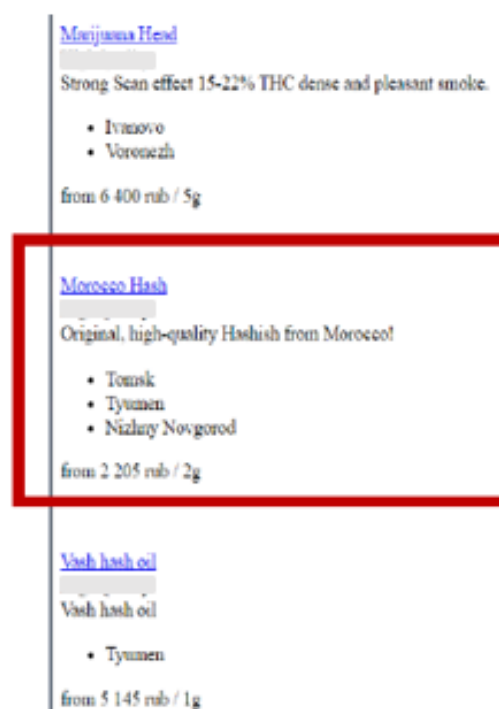 Marijuana Head
Strong Sean effect 15-22% THC dense and pleasant smoke.
• Ivanovo
• Voronezh
from 6 400 rub / 5g
Morocco Hash
Original, high-quality Hashish from Morocco!
• Tomsk
• Tyumen
• Nizhny Novgorod
from 2 205 rub / 2g
Vash hash oil
Vash hash oil
• Tyumen
from 5 145 rub / 1g